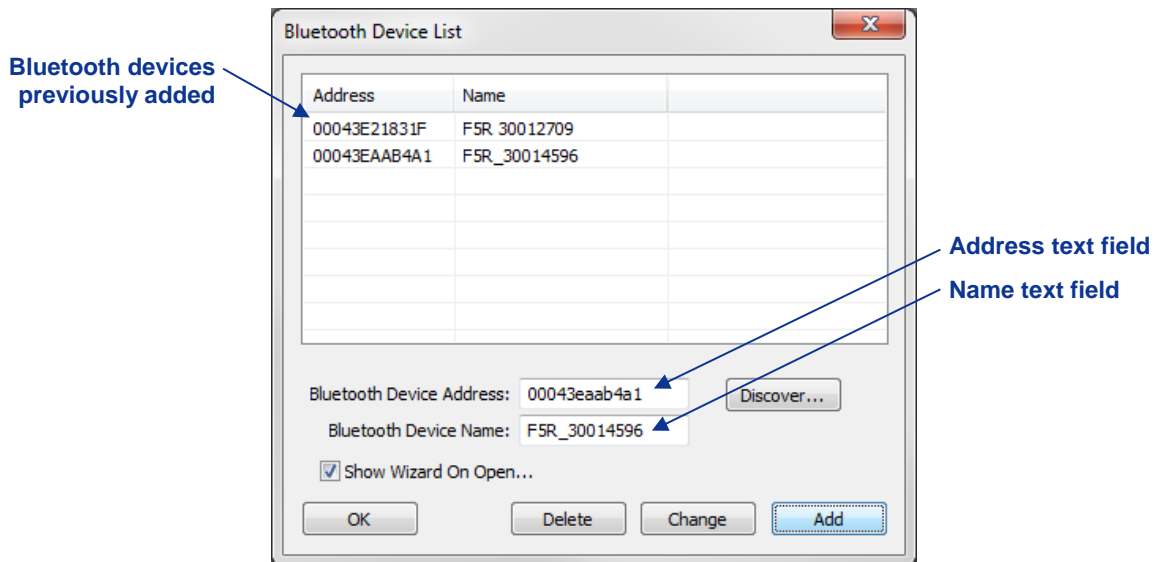 Bluetooth Device List
Bluetooth devices
previously added
Address Name
00043E21831F F5R 30012709
00043EAAB4A1 F5R_30014596
Address text field
Name text field
Bluetooth Device Address: 00043eaab4a1 Discover...
Bluetooth Device Name: F5R_30014596
Show Wizard On Open...
OK Delete Change Add